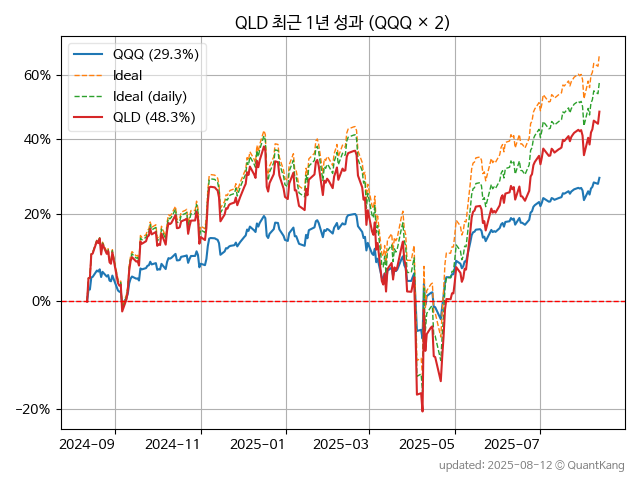 QLD 최근 1년 성과 (QQQ × 2)
QQQ (29.3%)
Ideal
Ideal (daily)
QLD (48.3%)
60%
40%
20%
0%
−20%
2024−09
2024−11
2025−01
2025−03
2025−05
2025−07
updated: 2025-08-12 © QuantKang